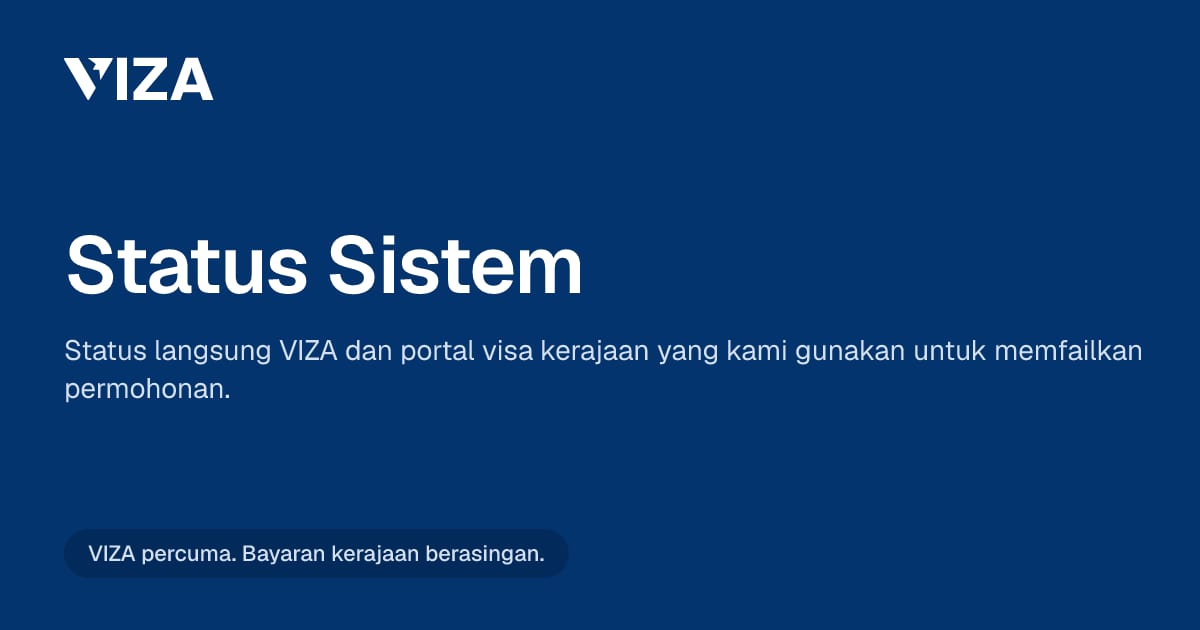 VIZA
Status Sistem
Status langsung VIZA dan portal visa kerajaan yang kami gunakan untuk memfailkan
permohonan.
VIZA percuma. Bayaran kerajaan berasingan.